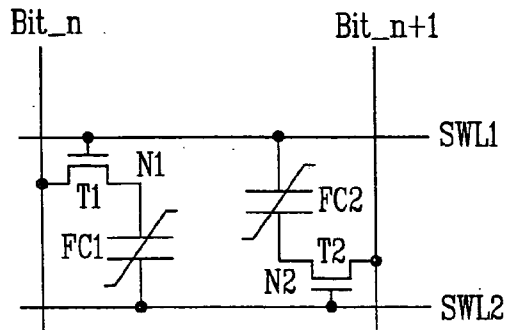 Bit_n
Bit_n+1
SWL1
N1
T1
FC2
FC1
T2
N2
SWL2